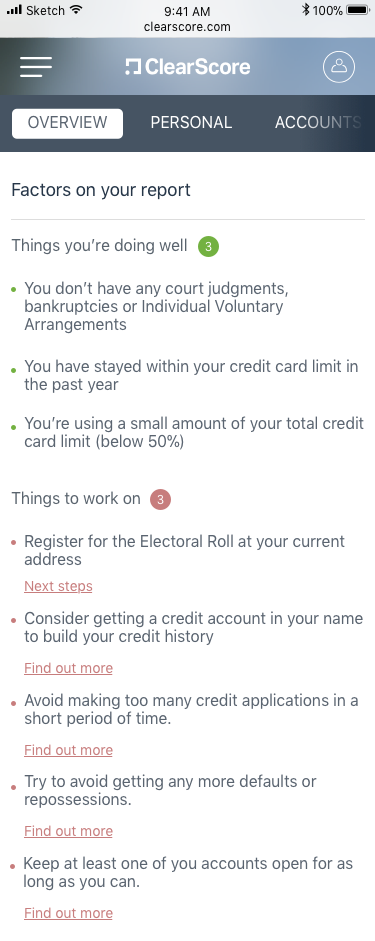 Sketch 9:41 AM 100%
clearscore.com
ClearScore
OVERVIEW PERSONAL ACCOUNTS
Factors on your report
Things you’re doing well 3
You don’t have any court judgments,
bankruptcies or Individual Voluntary
Arrangements
You have stayed within your credit card limit in
the past year
You’re using a small amount of your total credit
card limit (below 50%)
Things to work on 3
Register for the Electoral Roll at your current
address
Next steps
Consider getting a credit account in your name
to build your credit history
Find out more
Avoid making too many credit applications in a
short period of time.
Find out more
Try to avoid getting any more defaults or
repossessions.
Find out more
Keep at least one of you accounts open for as
long as you can.
Find out more